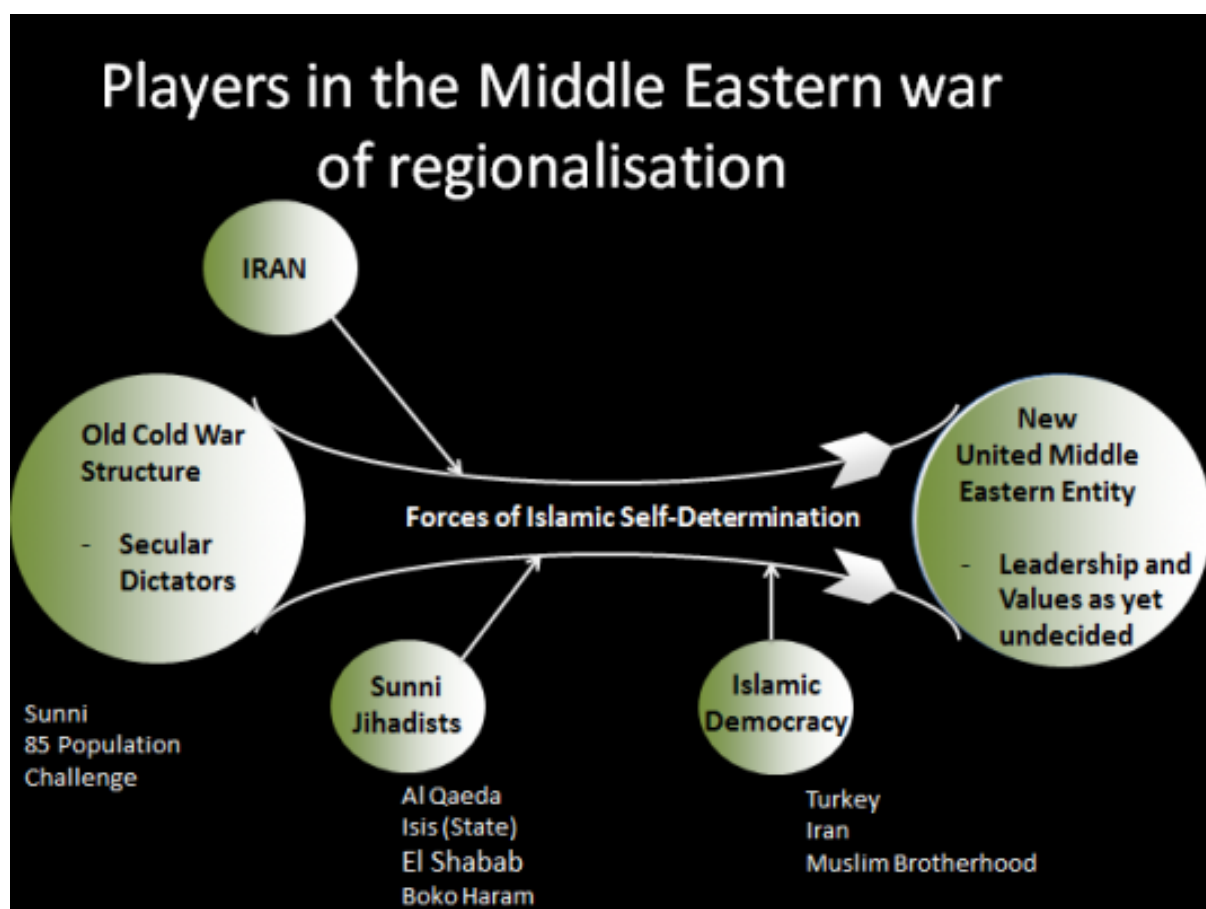 Players in the Middle Eastern war
of regionalisation
IRAN
Old Cold War
Structure
- Secular
Dictators
Forces of Islamic Self-Determination
New
United Middle
Eastern Entity
- Leadership and
Values as yet
undecided
Sunni
Jihadists
Islamic
Democracy
Sunni
85 Population
Challenge
Al Qaeda
Isis (State)
El Shabab
Boko Haram
Turkey
Iran
Muslim Brotherhood